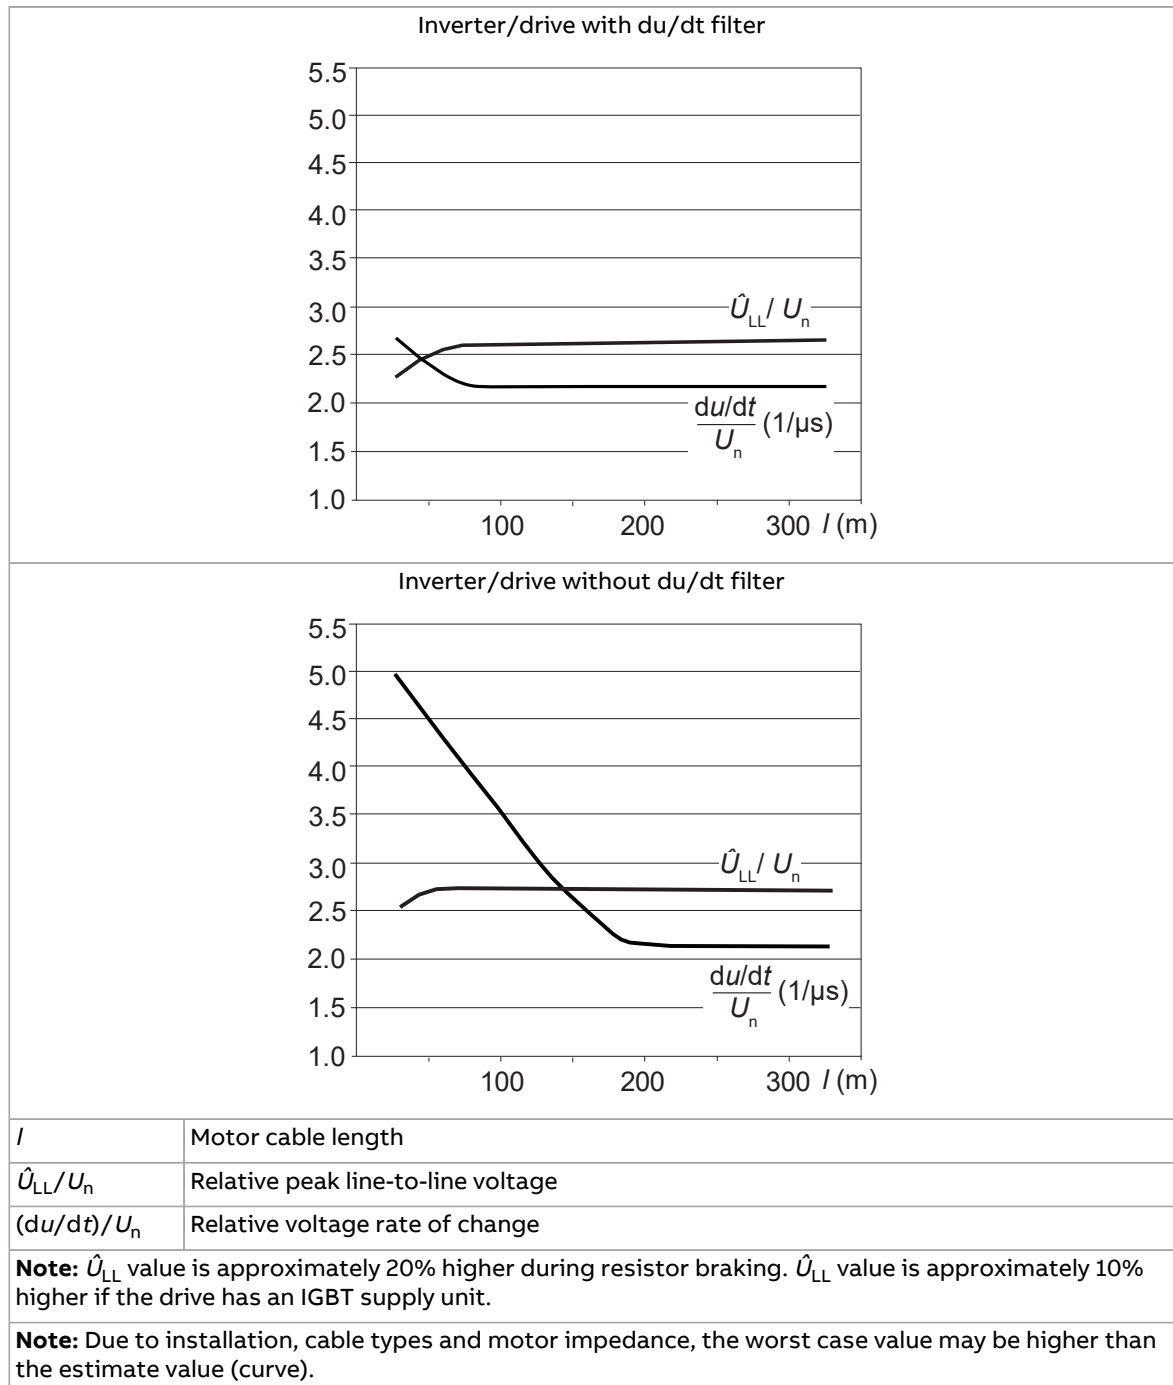 Inverter/drive with du/dt filter
5.5
5.0
4.5
4.0
3.5
3.0
2.5
2.0
1.5
1.0
Û_LL / U_n
du/dt
U_n
(1/µs)
100 200 300 l (m)
Inverter/drive without du/dt filter
5.5
5.0
4.5
4.0
3.5
3.0
2.5
2.0
1.5
1.0
Û_LL / U_n
du/dt
U_n
(1/µs)
100 200 300 l (m)
l Motor cable length
Û_LL/U_n Relative peak line-to-line voltage
(du/dt)/U_n Relative voltage rate of change
Note: Û_LL value is approximately 20% higher during resistor braking. Û_LL value is approximately 10%
higher if the drive has an IGBT supply unit.
Note: Due to installation, cable types and motor impedance, the worst case value may be higher than
the estimate value (curve).